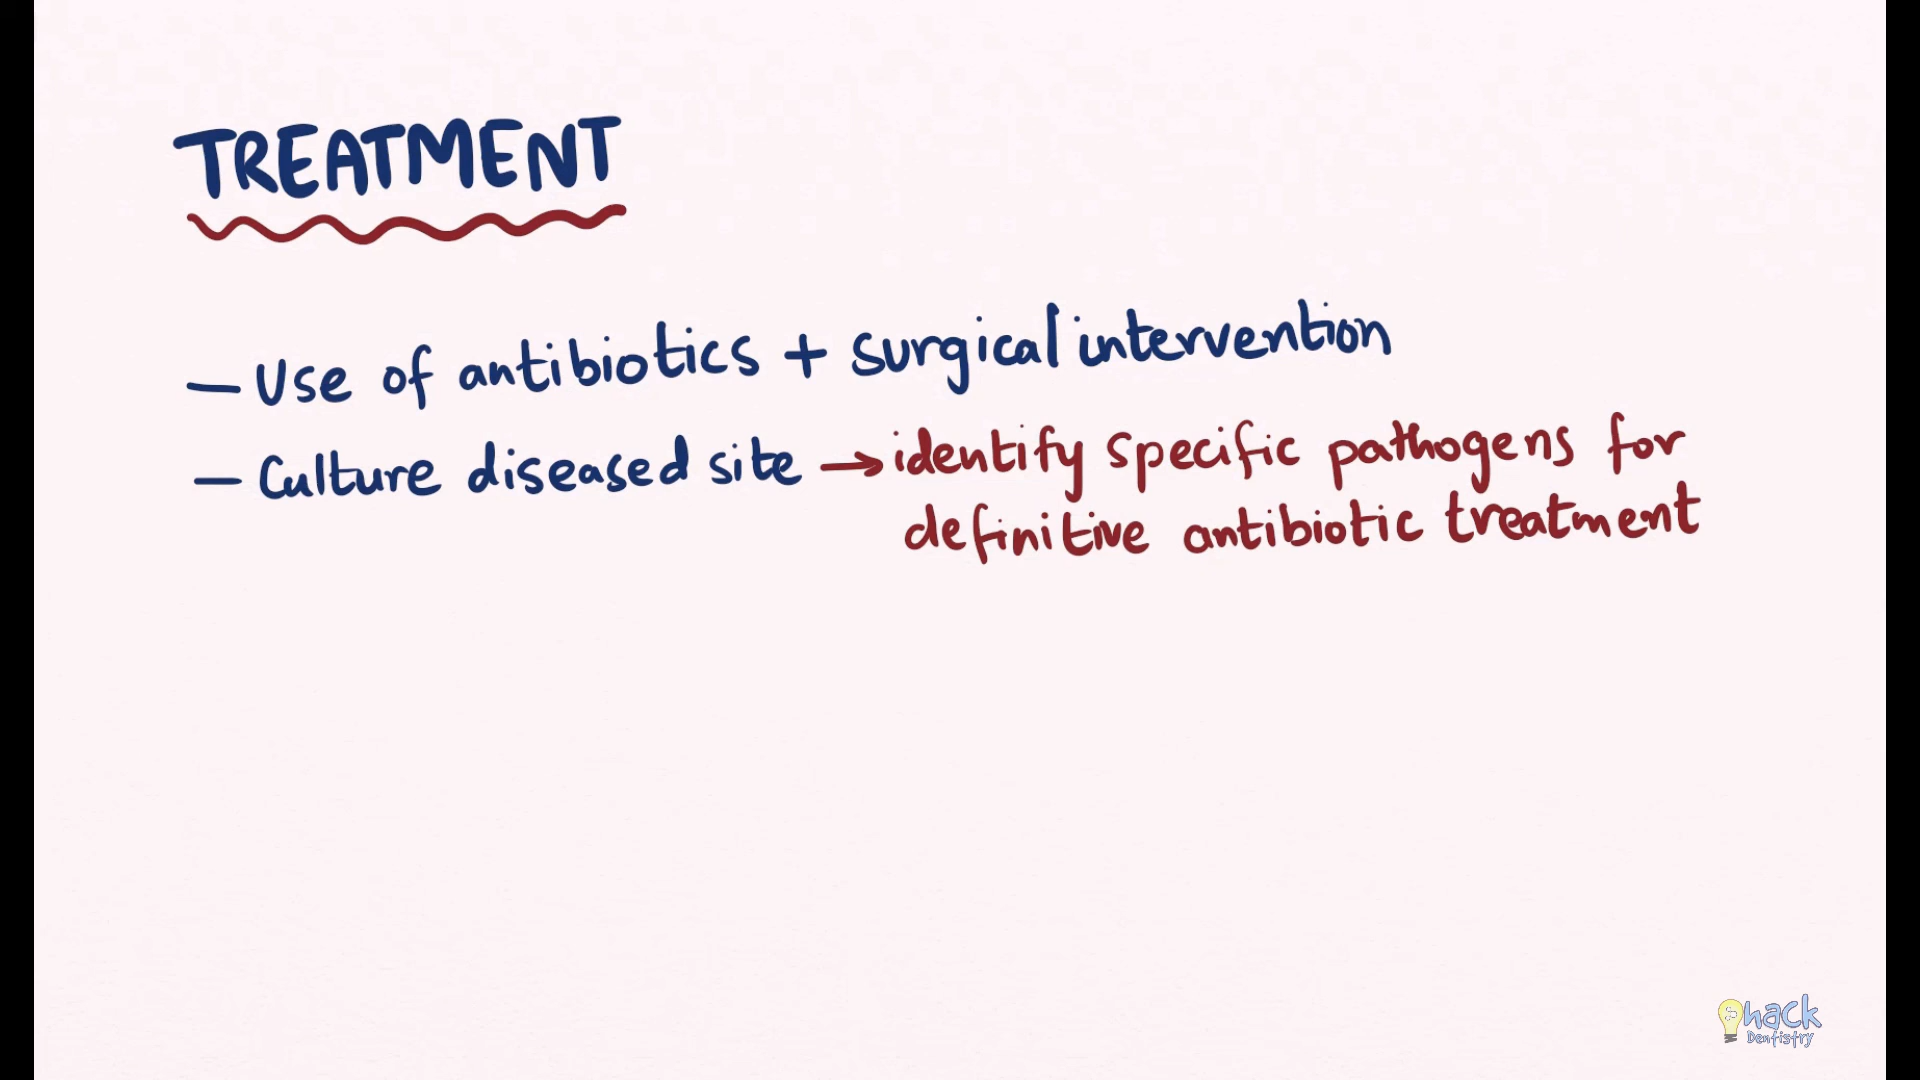 TREATMENT
— Use of antibiotics + surgical intervention
— Culture diseased site → identify specific pathogens for
definitive antibiotic treatment
hack
Dentistry